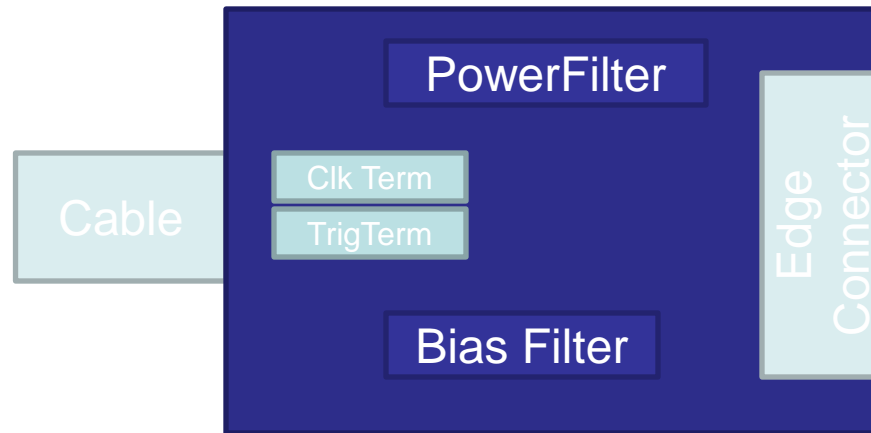 PowerFilter
Clk Term
Cable
TrigTerm
Edge
Connector
Bias Filter